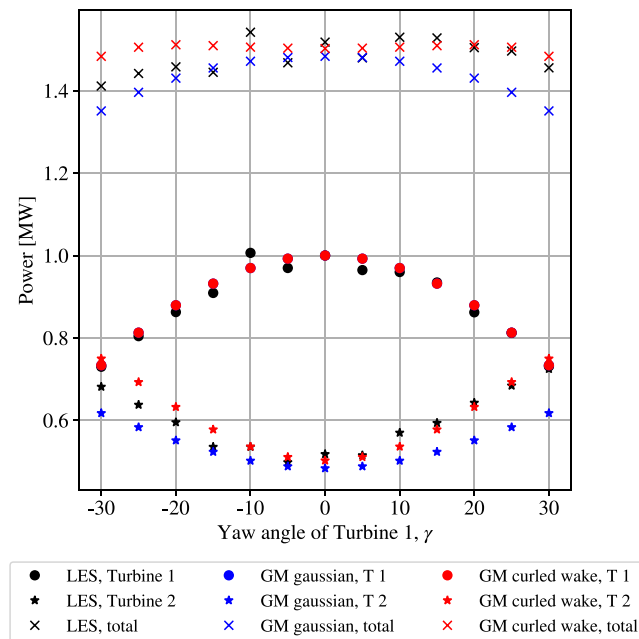 1.4
1.2
1.0
0.8
0.6
Power [MW]
-30 -20 -10 0 10 20 30
Yaw angle of Turbine 1, γ
LES, Turbine 1 GM gaussian, T 1 GM curled wake, T 1
LES, Turbine 2 GM gaussian, T 2 GM curled wake, T 2
LES, total GM gaussian, total GM curled wake, total